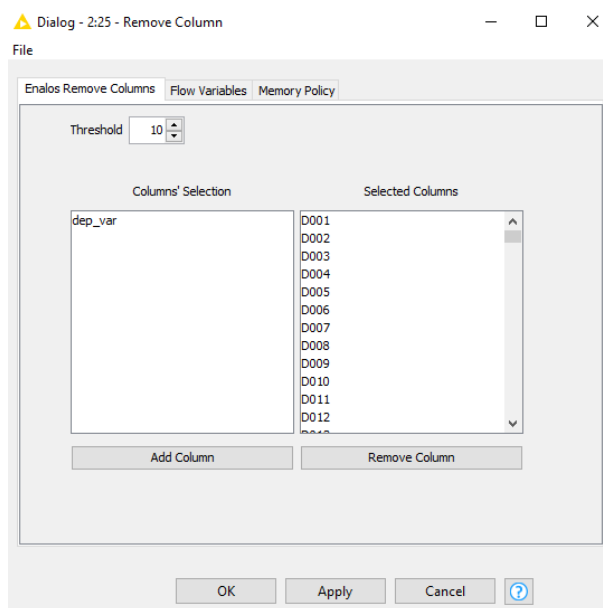 Dialog - 2:25 - Remove Column
File
Enalos Remove Columns Flow Variables Memory Policy
Threshold 10
Columns' Selection Selected Columns
dep_var D001
D002
D003
D004
D005
D006
D007
D008
D009
D010
D011
D012
Add Column Remove Column
OK Apply Cancel ?